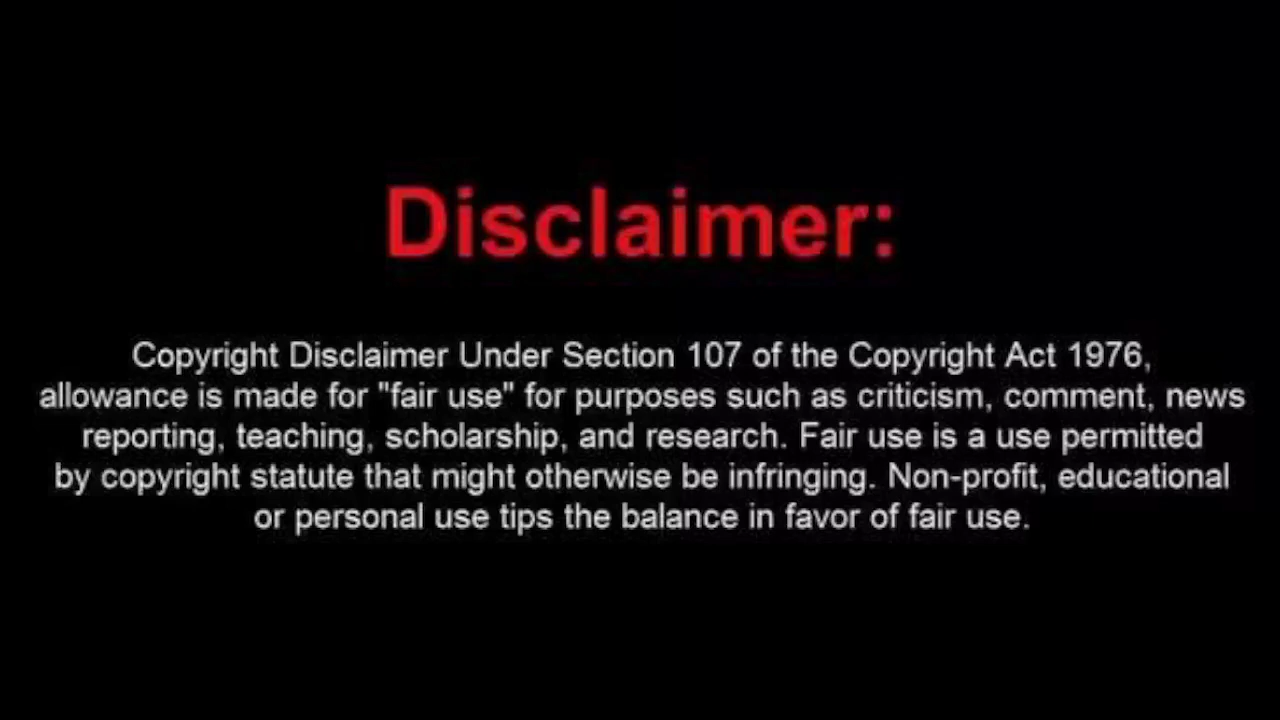 Disclaimer:
Copyright Disclaimer Under Section 107 of the Copyright Act 1976,
allowance is made for "fair use" for purposes such as criticism, comment, news
reporting, teaching, scholarship, and research. Fair use is a use permitted
by copyright statute that might otherwise be infringing. Non-profit, educational
or personal use tips the balance in favor of fair use.